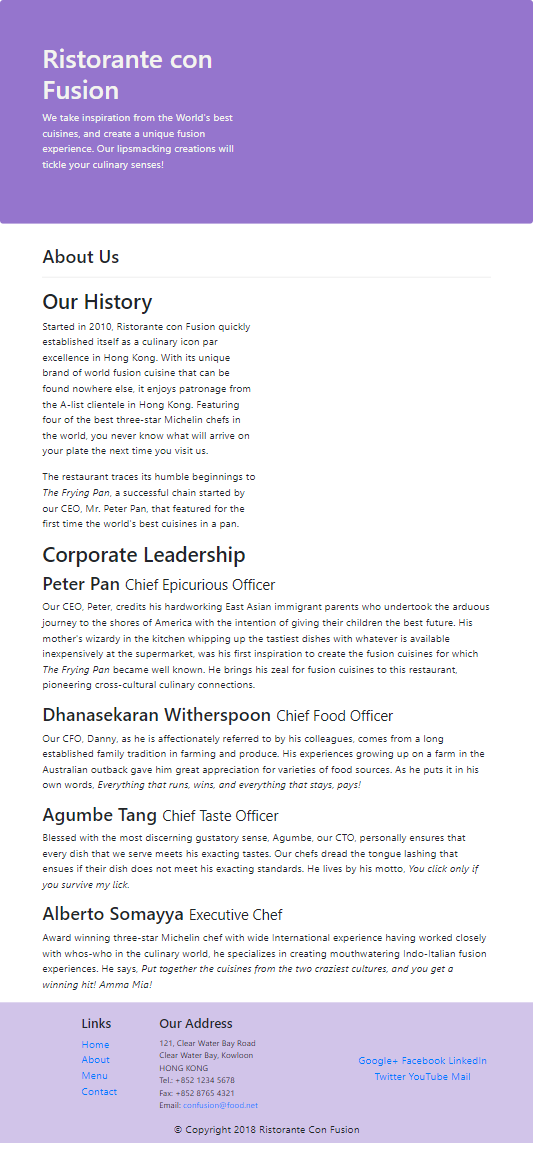 Ristorante con
Fusion
We take inspiration from the World's best
cuisines, and create a unique fusion
experience. Our lipsmacking creations will
tickle your culinary senses!
About Us
Our History
Started in 2010, Ristorante con Fusion quickly
established itself as a culinary icon par
excellence in Hong Kong. With its unique
brand of world fusion cuisine that can be
found nowhere else, it enjoys patronage from
the A-list clientele in Hong Kong. Featuring
four of the best three-star Michelin chefs in
the world, you never know what will arrive on
your plate the next time you visit us.
The restaurant traces its humble beginnings to
The Frying Pan, a successful chain started by
our CEO, Mr. Peter Pan, that featured for the
first time the world's best cuisines in a pan.
Corporate Leadership
Peter Pan Chief Epicurious Officer
Our CEO, Peter, credits his hardworking East Asian immigrant parents who undertook the arduous
journey to the shores of America with the intention of giving their children the best future. His
mother's wizardy in the kitchen whipping up the tastiest dishes with whatever is available
inexpensively at the supermarket, was his first inspiration to create the fusion cuisines for which
The Frying Pan became well known. He brings his zeal for fusion cuisines to this restaurant,
pioneering cross-cultural culinary connections.
Dhanasekaran Witherspoon Chief Food Officer
Our CFO, Danny, as he is affectionately referred to by his colleagues, comes from a long
established family tradition in farming and produce. His experiences growing up on a farm in the
Australian outback gave him great appreciation for varieties of food sources. As he puts it in his
own words, Everything that runs, wins, and everything that stays, pays!
Agumbe Tang Chief Taste Officer
Blessed with the most discerning gustatory sense, Agumbe, our CTO, personally ensures that
every dish that we serve meets his exacting tastes. Our chefs dread the tongue lashing that
ensues if their dish does not meet his exacting standards. He lives by his motto, You click only if
you survive my lick.
Alberto Somayya Executive Chef
Award winning three-star Michelin chef with wide International experience having worked closely
with whos-who in the culinary world, he specializes in creating mouthwatering Indo-Italian fusion
experiences. He says, Put together the cuisines from the two craziest cultures, and you get a
winning hit! Amma Mia!
Links
Home
About
Menu
Contact
Our Address
121, Clear Water Bay Road
Clear Water Bay, Kowloon
HONG KONG
Tel.: +852 1234 5678
Fax: +852 8765 4321
Email: confusion@food.net
Google+ Facebook LinkedIn
Twitter YouTube Mail
© Copyright 2018 Ristorante Con Fusion